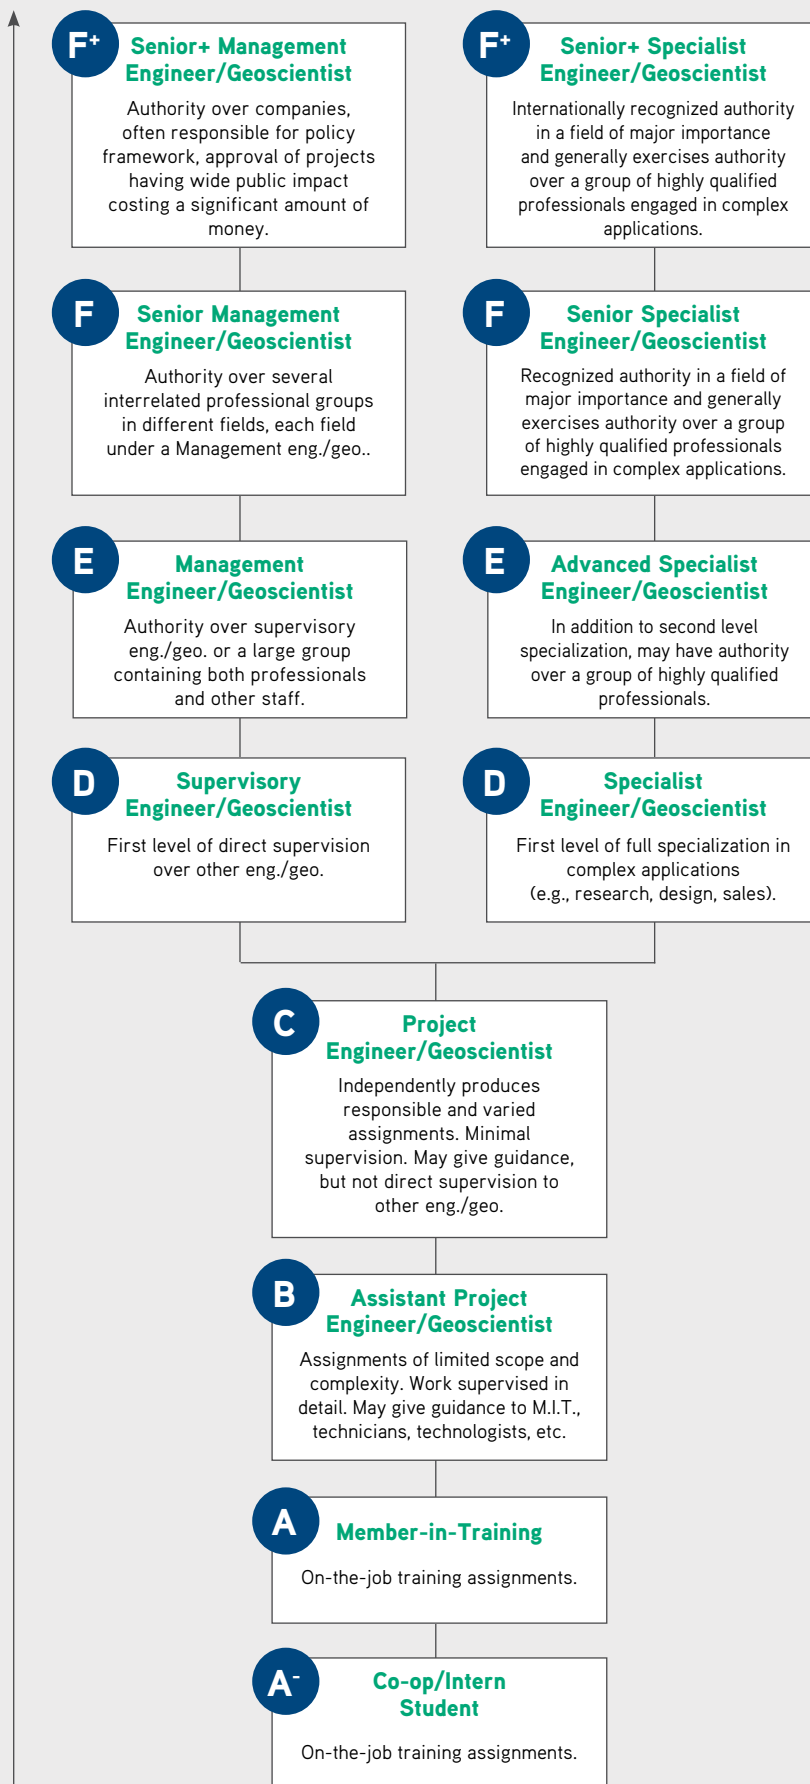 F+
Senior+ Management
Engineer/Geoscientist
Authority over companies,
often responsible for policy
framework, approval of projects
having wide public impact
costing a significant amount of
money.
F+
Senior+ Specialist
Engineer/Geoscientist
Internationally recognized authority
in a field of major importance
and generally exercises authority
over a group of highly qualified
professionals engaged in complex
applications.
F
Senior Management
Engineer/Geoscientist
Authority over several
interrelated professional groups
in different fields, each field
under a Management eng./geo..
F
Senior Specialist
Engineer/Geoscientist
Recognized authority in a field of
major importance and generally
exercises authority over a group
of highly qualified professionals
engaged in complex applications.
E
Management
Engineer/Geoscientist
Authority over supervisory
eng./geo. or a large group
containing both professionals
and other staff.
E
Advanced Specialist
Engineer/Geoscientist
In addition to second level
specialization, may have authority
over a group of highly qualified
professionals.
D
Supervisory
Engineer/Geoscientist
First level of direct supervision
over other eng./geo.
D
Specialist
Engineer/Geoscientist
First level of full specialization in
complex applications
(e.g., research, design, sales).
C
Project
Engineer/Geoscientist
Independently produces
responsible and varied
assignments. Minimal
supervision. May give guidance,
but not direct supervision to
other eng./geo.
B
Assistant Project
Engineer/Geoscientist
Assignments of limited scope and
complexity. Work supervised in
detail. May give guidance to M.I.T.,
technicians, technologists, etc.
A
Member-in-Training
On-the-job training assignments.
A-
Co-op/Intern
Student
On-the-job training assignments.